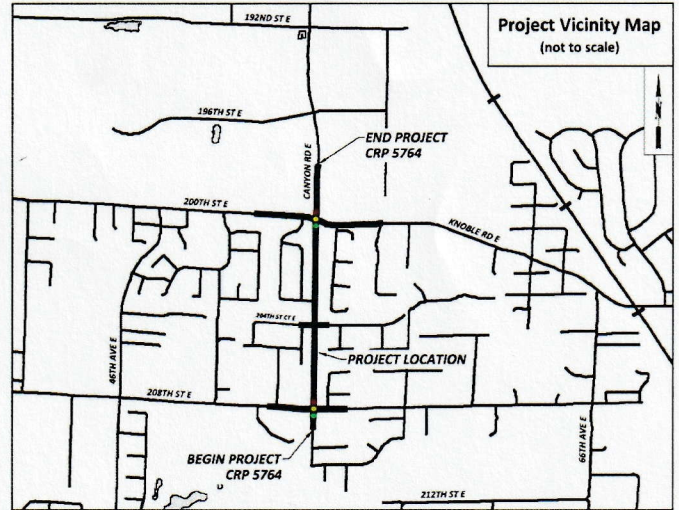 Project Vicinity Map
(not to scale)
N
192ND ST E
196TH ST E
CANYON RD E
END PROJECT
CRP 5764
200TH ST E
KNOBLE RD E
204TH ST CT E
PROJECT LOCATION
46TH AVE E
208TH ST E
BEGIN PROJECT
CRP 5764
66TH AVE E
212TH ST E